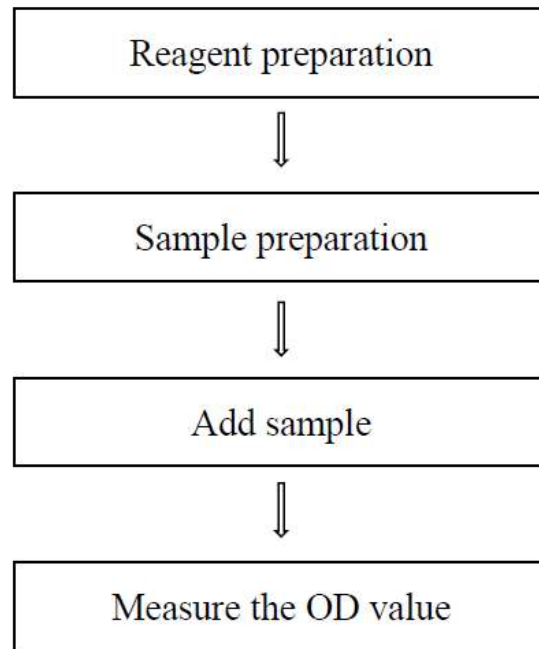 Reagent preparation
Sample preparation
Add sample
Measure the OD value